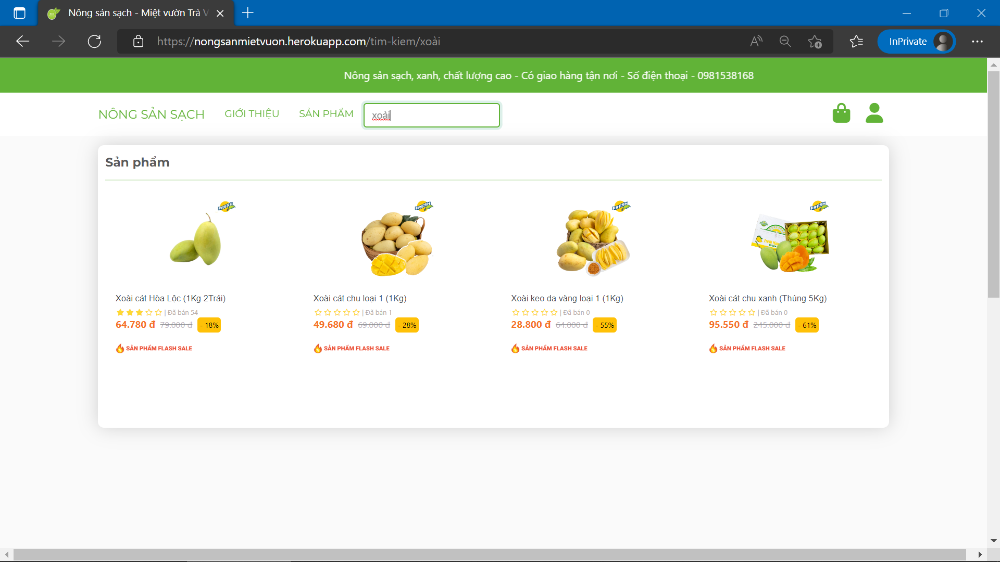 Nông sản sạch - Miệt vườn Trà V
https://nongsanmietvuon.herokuapp.com/tim-kiem/xoài
InPrivate
Nông sản sạch, xanh, chất lượng cao - Có giao hàng tận nơi - Số điện thoại - 0981538168
NÔNG SẢN SẠCH
GIỚI THIỆU
SẢN PHẨM
xoài
Sản phẩm
FRESH
FRESH
FRESH
FRESH
Xoài cát Hòa Lộc (1Kg 2Trái)
| Đã bán 54
64.780 đ 79.000 đ - 18%
SẢN PHẨM FLASH SALE
Xoài cát chu loại 1 (1Kg)
| Đã bán 1
49.680 đ 69.000 đ - 28%
SẢN PHẨM FLASH SALE
Xoài keo da vàng loại 1 (1Kg)
| Đã bán 0
28.800 đ 64.000 đ - 55%
SẢN PHẨM FLASH SALE
Xoài cát chu xanh (Thùng 5Kg)
| Đã bán 0
95.550 đ 245.000 đ - 61%
SẢN PHẨM FLASH SALE